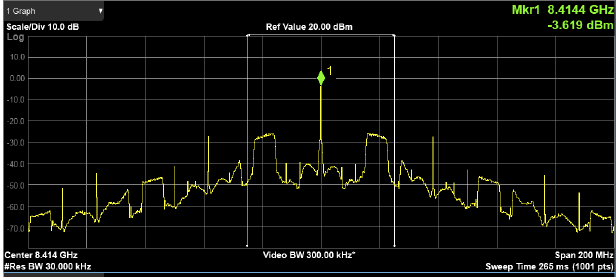 1 Graph
Mkr1 8.4144 GHz
Scale/Div 10.0 dB
Ref Value 20.00 dBm
-3.619 dBm
Log
10.0
0.00
1
-10.0
-20.0
-30.0
-40.0
-50.0
-60.0
-70.0
Center 8.414 GHz
Video BW 300.00 kHz*
Span 200 MHz
#Res BW 30.000 kHz
Sweep Time 265 ms (1001 pts)